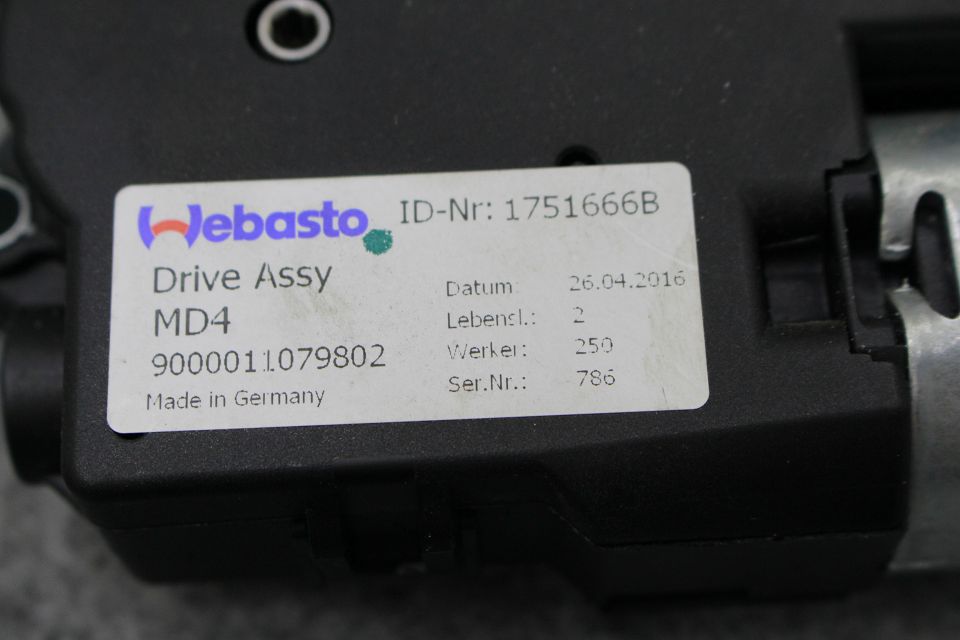 Webasto
ID-Nr: 1751666B
Drive Assy
MD4
9000011079802
Made in Germany
Datum: 26.04.2016
Lebensl.: 2
Werker: 250
Ser.Nr.: 786